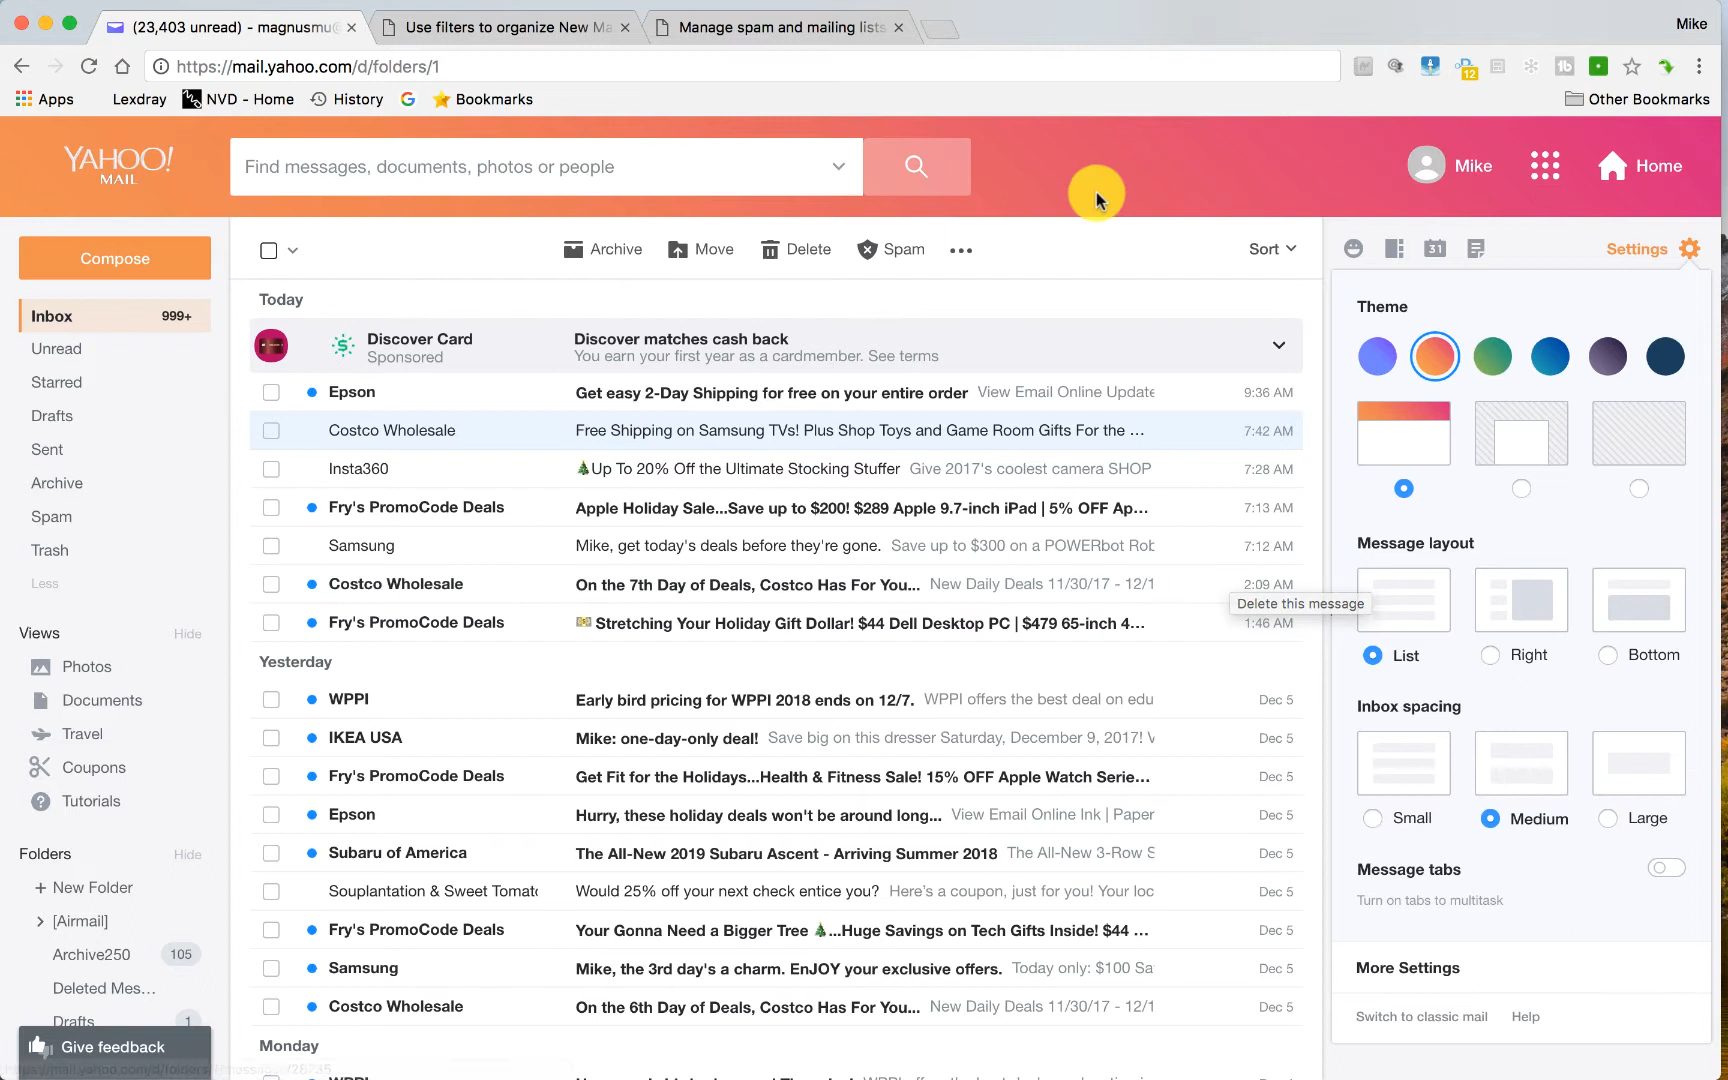 (23,403 unread) - magnusmu@
Use filters to organize New Ma
Manage spam and mailing lists
Mike
https://mail.yahoo.com/d/folders/1
12
Apps
Lexdray
NVD - Home
History
Bookmarks
Other Bookmarks
YAHOO!
MAIL
Find messages, documents, photos or people
Mike
Home
Compose
Archive
Move
Delete
Spam
Sort
31
Settings
Inbox 999+
Unread
Starred
Drafts
Sent
Archive
Spam
Trash
Less
Views Hide
Photos
Documents
Travel
Coupons
Tutorials
Folders Hide
+ New Folder
[Airmail]
Archive250 105
Deleted Mes...
Drafts 1
Give feedback
Today
Discover Card
Sponsored
Discover matches cash back
You earn your first year as a cardmember. See terms
Epson Get easy 2-Day Shipping for free on your entire order View Email Online Update 9:36 AM
Costco Wholesale Free Shipping on Samsung TVs! Plus Shop Toys and Game Room Gifts For the ... 7:42 AM
Insta360 🎄Up To 20% Off the Ultimate Stocking Stuffer Give 2017's coolest camera SHOP 7:28 AM
Fry's PromoCode Deals Apple Holiday Sale...Save up to $200! $289 Apple 9.7-inch iPad | 5% OFF Ap... 7:13 AM
Samsung Mike, get today's deals before they're gone. Save up to $300 on a POWERbot Rob 7:12 AM
Costco Wholesale On the 7th Day of Deals, Costco Has For You... New Daily Deals 11/30/17 - 12/1 2:09 AM
Delete this message
Fry's PromoCode Deals 💵 Stretching Your Holiday Gift Dollar! $44 Dell Desktop PC | $479 65-inch 4... 1:46 AM
Yesterday
WPPI Early bird pricing for WPPI 2018 ends on 12/7. WPPI offers the best deal on edu Dec 5
IKEA USA Mike: one-day-only deal! Save big on this dresser Saturday, December 9, 2017! V Dec 5
Fry's PromoCode Deals Get Fit for the Holidays...Health & Fitness Sale! 15% OFF Apple Watch Serie... Dec 5
Epson Hurry, these holiday deals won't be around long... View Email Online Ink | Paper Dec 5
Subaru of America The All-New 2019 Subaru Ascent - Arriving Summer 2018 The All-New 3-Row S Dec 5
Souplantation & Sweet Tomato Would 25% off your next check entice you? Here's a coupon, just for you! Your loc Dec 5
Fry's PromoCode Deals Your Gonna Need a Bigger Tree 🎄...Huge Savings on Tech Gifts Inside! $44 ... Dec 5
Samsung Mike, the 3rd day's a charm. EnJOY your exclusive offers. Today only: $100 Sa Dec 5
Costco Wholesale On the 6th Day of Deals, Costco Has For You... New Daily Deals 11/30/17 - 12/1 Dec 5
Monday
Theme
Message layout
List
Right
Bottom
Inbox spacing
Small
Medium
Large
Message tabs
Turn on tabs to multitask
More Settings
Switch to classic mail
Help